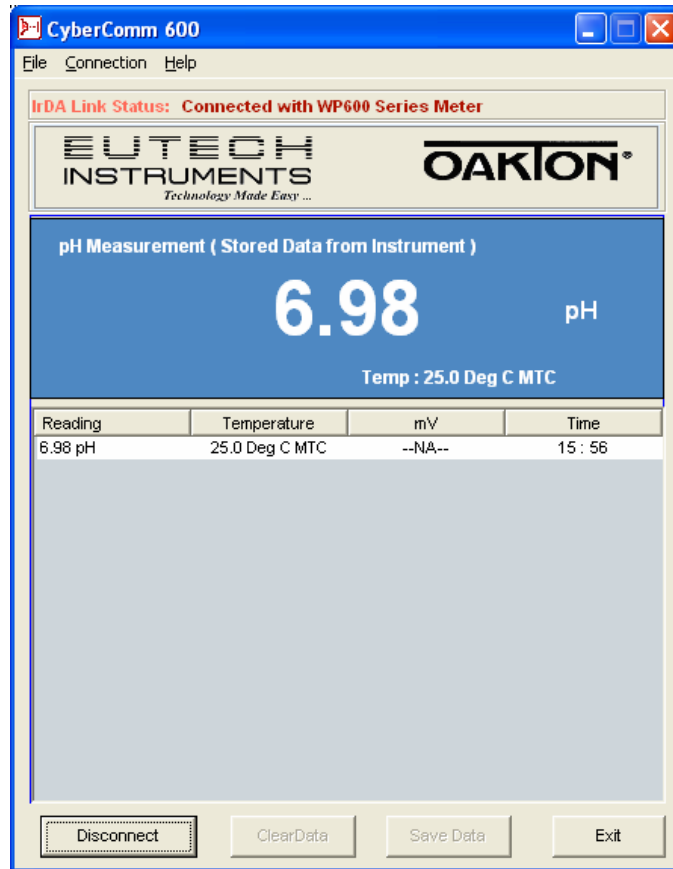 CyberComm 600
File Connection Help
IrDA Link Status: Connected with WP600 Series Meter
EUTECH
INSTRUMENTS
Technology Made Easy ...
OAKTON®
pH Measurement ( Stored Data from Instrument )
6.98 pH
Temp : 25.0 Deg C MTC
Reading Temperature mV Time
6.98 pH 25.0 Deg C MTC --NA-- 15 : 56
Disconnect ClearData Save Data Exit